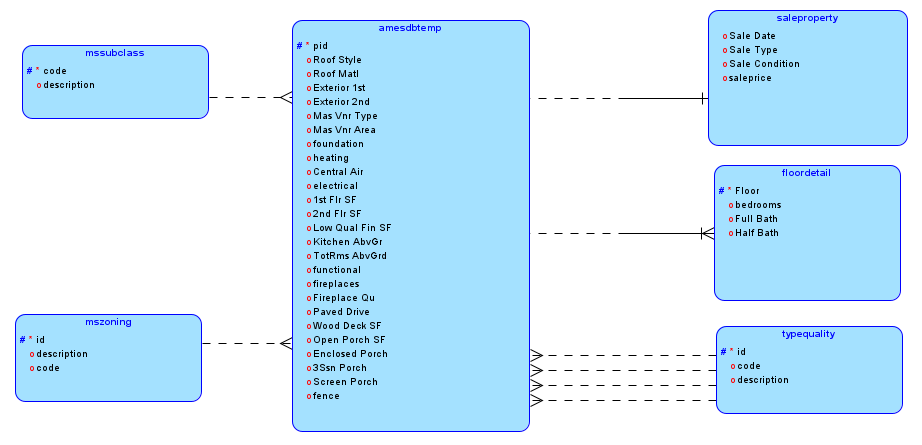 mssubclass
# * code
o description
mszoning
# * id
o description
o code
amesdbtemp
# * pid
o Roof Style
o Roof Matl
o Exterior 1st
o Exterior 2nd
o Mas Vnr Type
o Mas Vnr Area
o foundation
o heating
o Central Air
o electrical
o 1st Flr SF
o 2nd Flr SF
o Low Qual Fin SF
o Kitchen AbvGr
o TotRms AbvGrd
o functional
o fireplaces
o Fireplace Qu
o Paved Drive
o Wood Deck SF
o Open Porch SF
o Enclosed Porch
o 3Ssn Porch
o Screen Porch
o fence
saleproperty
o Sale Date
o Sale Type
o Sale Condition
o saleprice
floordetail
# * Floor
o bedrooms
o Full Bath
o Half Bath
typequality
# * id
o code
o description